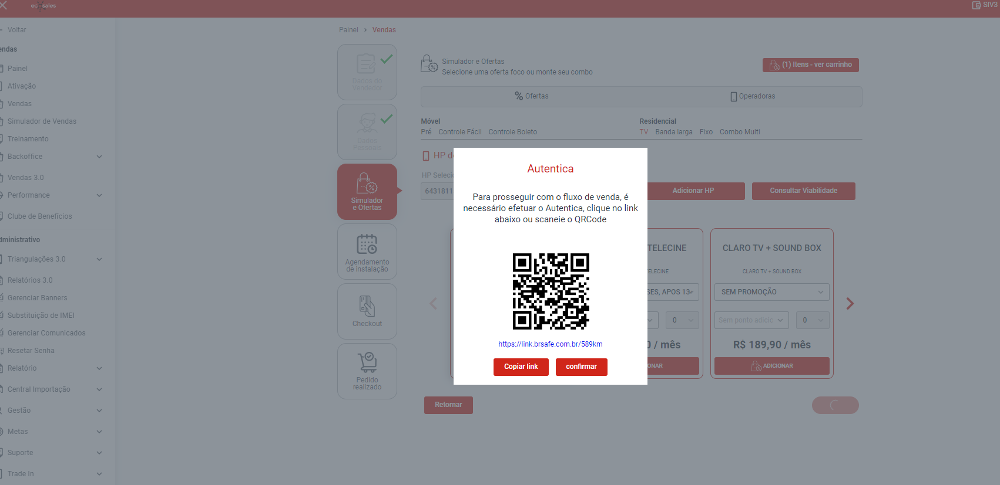 ecosales
SIV3
Voltar
endas
Painel
Ativação
Vendas
Simulador de Vendas
Treinamento
Backoffice
Vendas 3.0
Performance
Clube de Benefícios
dministrativo
Triangulações 3.0
Relatórios 3.0
Gerenciar Banners
Substituição de IMEI
Gerenciar Comunicados
Resetar Senha
Relatório
Central Importação
Gestão
Metas
Suporte
Trade In
Painel > Vendas
Dados do
Vendedor
Dados
Pessoais
Simulador
e Ofertas
Agendamento
de instalação
Checkout
Pedido
realizado
Simulador e Ofertas
Selecione uma oferta foco ou monte seu combo
(1) Itens - ver carrinho
% Ofertas
Operadoras
Móvel
Pré Controle Fácil Controle Boleto
Residencial
TV Banda larga Fixo Combo Multi
HP d
HP Seleci
6431811
Adicionar HP
Consultar Viabilidade
Autentica
Para prosseguir com o fluxo de venda, é
necessário efetuar o Autentica, clique no link
abaixo ou scaneie o QRCode
https://link.brsafe.com.br/589km
Copiar link
confirmar
TELECINE
ELECINE
SES, APOS 13
0
0 / mês
ONAR
CLARO TV + SOUND BOX
CLARO TV + SOUND BOX
SEM PROMOÇÃO
Sem ponto adicic
0
R$ 189,90 / mês
ADICIONAR
Retornar